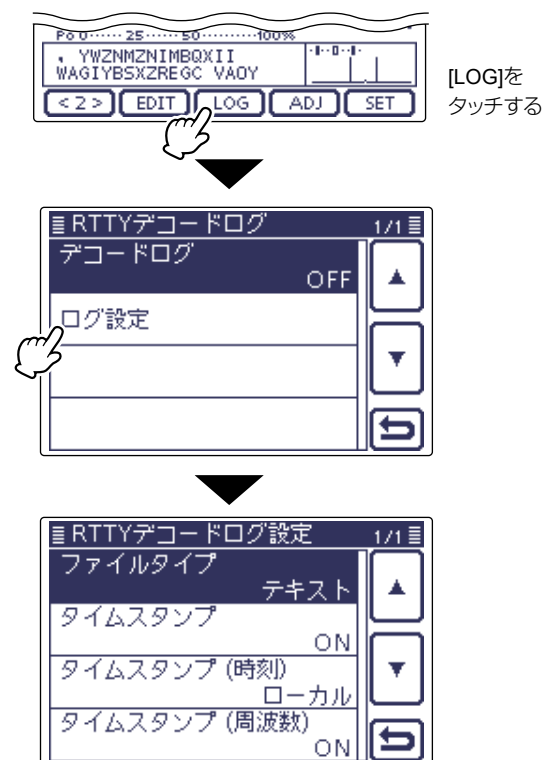 Po 0······25······50··········100%
. YWZNMZNIMBQXII
WAGIYBSXZREGC VAOY
<2> EDIT LOG ADJ SET
[LOG]を
タッチする
RTTYデコードログ 1/1
デコードログ
OFF
ログ設定
RTTYデコードログ設定 1/1
ファイルタイプ
テキスト
タイムスタンプ
ON
タイムスタンプ (時刻)
ローカル
タイムスタンプ (周波数)
ON